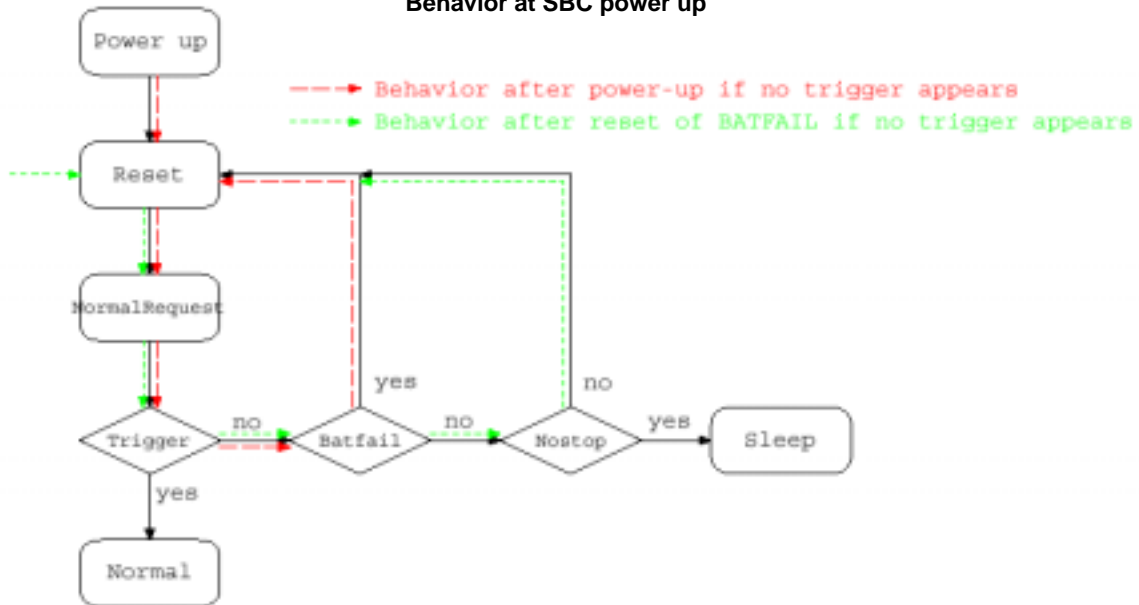 Behavior at SBC power up
Power up
Behavior after power-up if no trigger appears
Behavior after reset of BATFAIL if no trigger appears
Reset
NormalRequest
yes
no
Trigger
no
Batfail
no
Nostop
yes
Sleep
yes
Normal